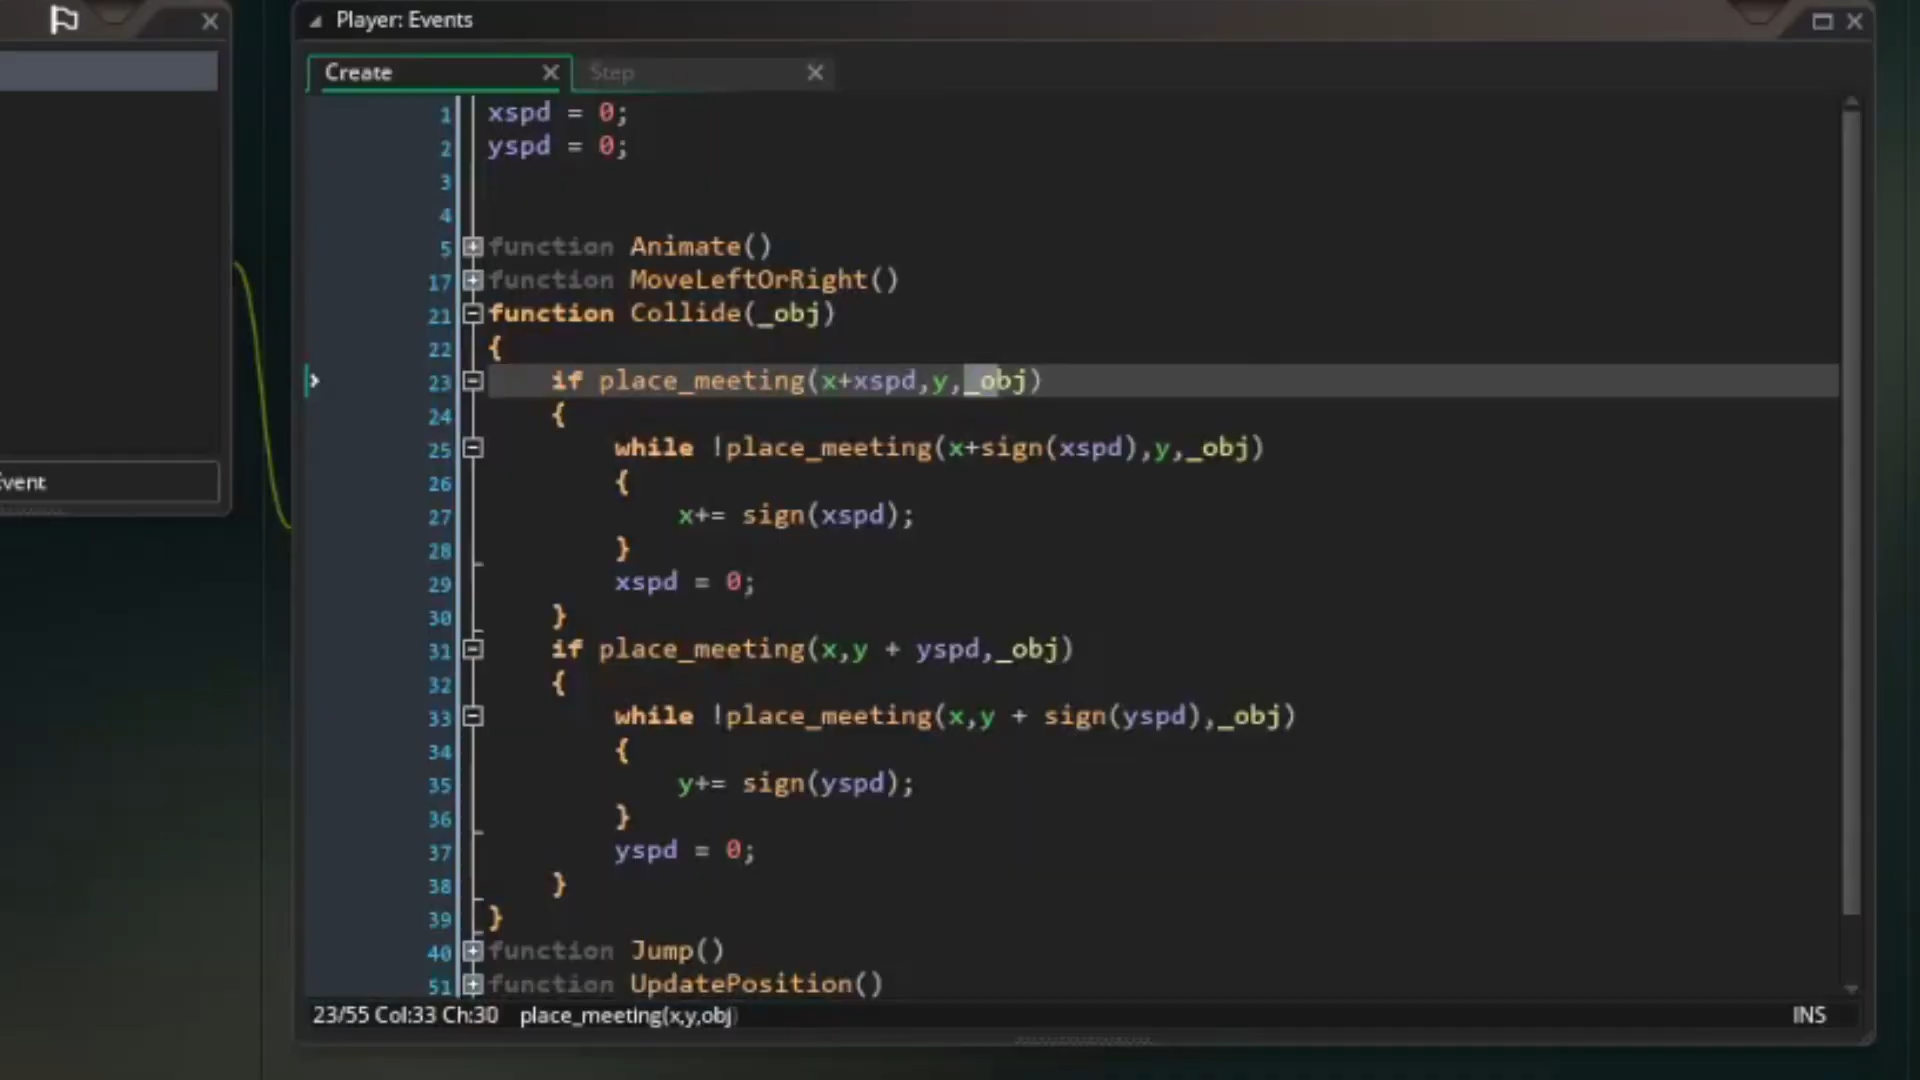 Player: Events
Create
Step
1 xspd = 0;
2 yspd = 0;
3
4
5 function Animate()
17 function MoveLeftOrRight()
21 function Collide(_obj)
22 {
23 if place_meeting(x+xspd,y,_obj)
24 {
25 while !place_meeting(x+sign(xspd),y,_obj)
26 {
27 x+= sign(xspd);
28 }
29 xspd = 0;
30 }
31 if place_meeting(x,y + yspd,_obj)
32 {
33 while !place_meeting(x,y + sign(yspd),_obj)
34 {
35 y+= sign(yspd);
36 }
37 yspd = 0;
38 }
39 }
40 function Jump()
51 function UpdatePosition()
Event
23/55 Col:33 Ch:30 place_meeting(x,y,obj)
INS